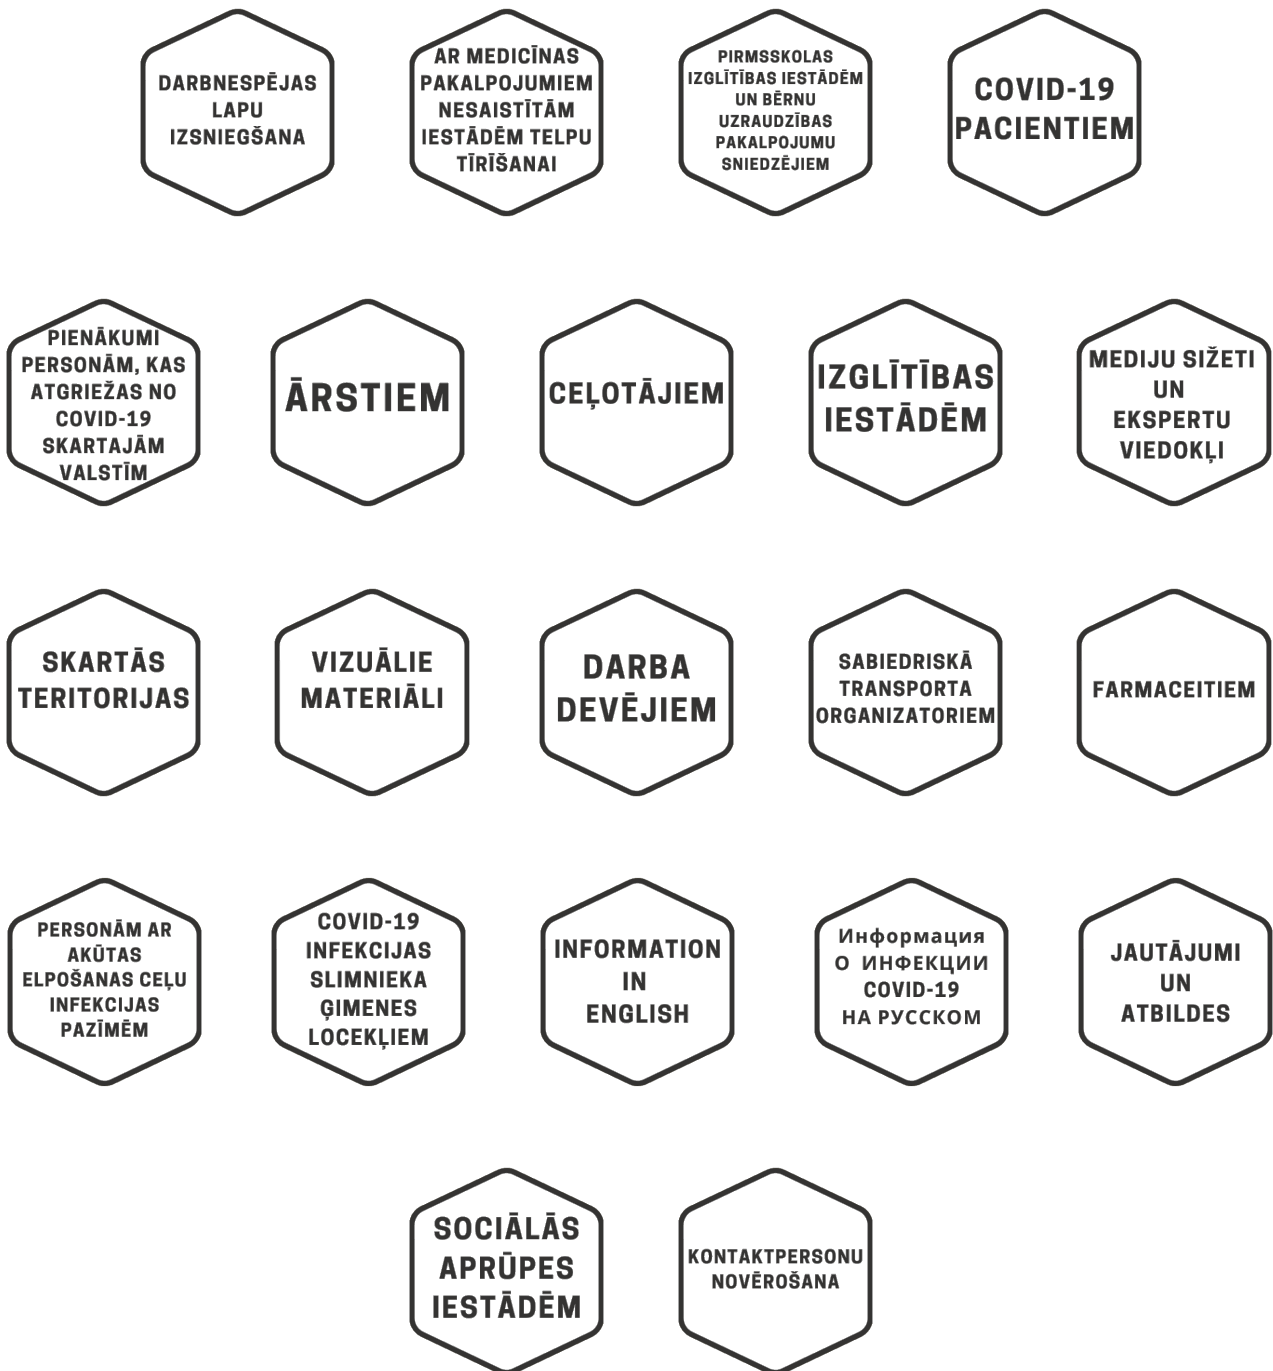 DARBNESPĒJAS
LAPU
IZSNIEGŠANA
AR MEDICĪNAS
PAKALPOJUMIEM
NESAISTĪTĀM
IESTĀDĒM TELPU
TĪRĪŠANAI
PIRMSSKOLAS
IZGLĪTĪBAS IESTĀDĒM
UN BĒRNU
UZRAUDZĪBAS
PAKALPOJUMU
SNIEDZĒJIEM
COVID-19
PACIENTIEM
PIENĀKUMI
PERSONĀM, KAS
ATGRIEŽAS NO
COVID-19
SKARTAJĀM
VALSTĪM
ĀRSTIEM
CEĻOTĀJIEM
IZGLĪTĪBAS
IESTĀDĒM
MEDIJU SIŽETI
UN
EKSPERTU
VIEDOKĻI
SKARTĀS
TERITORIJAS
VIZUĀLIE
MATERIĀLI
DARBA
DEVĒJIEM
SABIEDRISKĀ
TRANSPORTA
ORGANIZATORIEM
FARMACEITIEM
PERSONĀM AR
AKŪTAS
ELPOŠANAS CEĻU
INFEKCIJAS
PAZĪMĒM
COVID-19
INFEKCIJAS
SLIMNIEKA
ĢIMENES
LOCEKĻIEM
INFORMATION
IN
ENGLISH
Информация
О ИНФЕКЦИИ
COVID-19
НА РУССКОМ
JAUTĀJUMI
UN
ATBILDES
SOCIĀLĀS
APRŪPES
IESTĀDĒM
KONTAKTPERSONU
NOVĒROŠANA